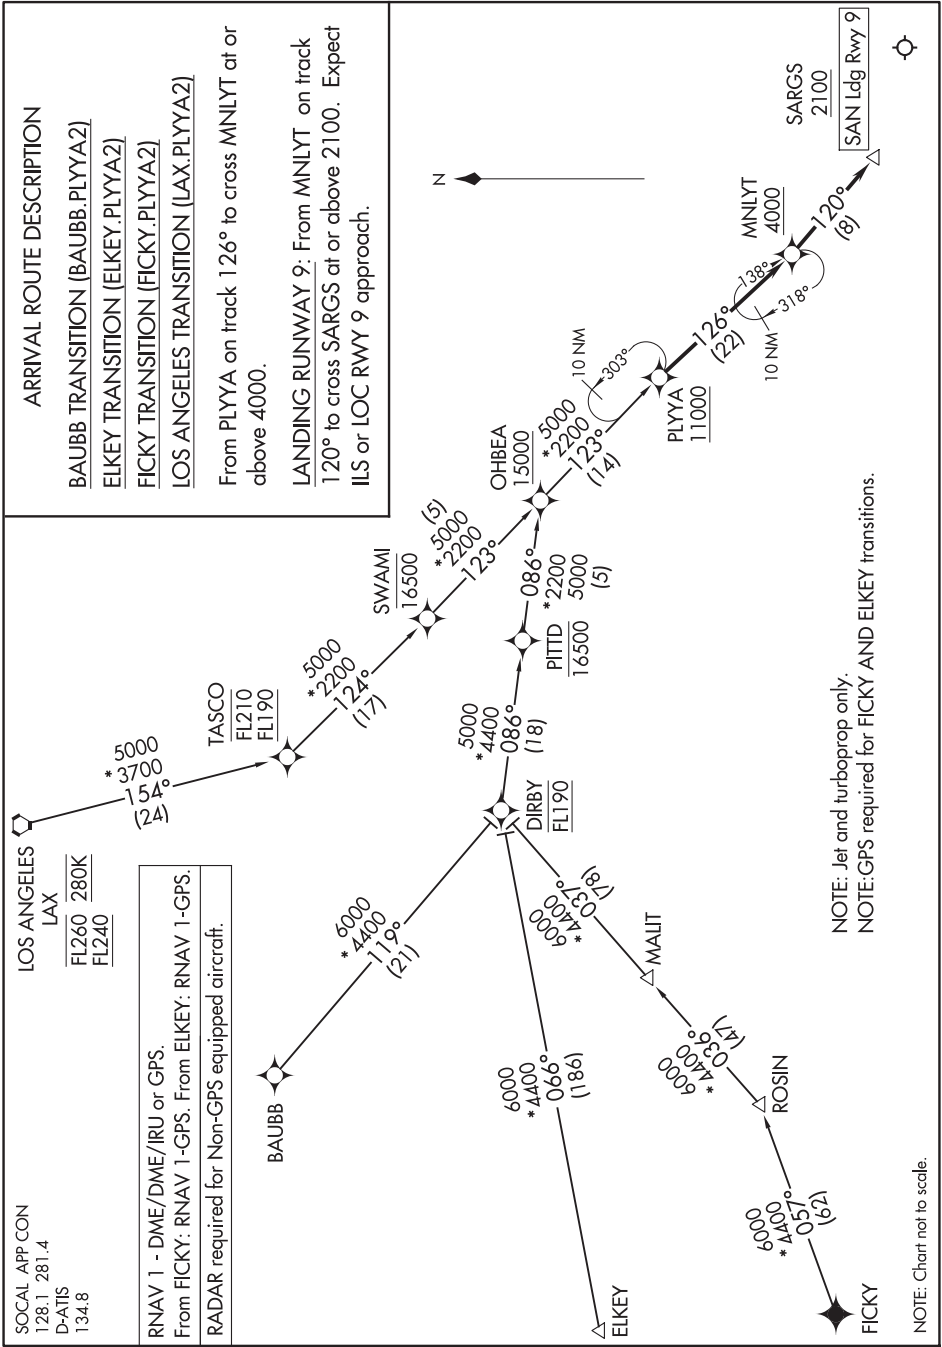 SOCAL APP CON
128.1 281.4
D-ATIS
134.8
RNAV 1 - DME/DME/IRU or GPS.
From FICKY: RNAV 1-GPS. From ELKEY: RNAV 1-GPS.
RADAR required for Non-GPS equipped aircraft.
ARRIVAL ROUTE DESCRIPTION
BAUBB TRANSITION (BAUBB.PLYYA2)
ELKEY TRANSITION (ELKEY.PLYYA2)
FICKY TRANSITION (FICKY.PLYYA2)
LOS ANGELES TRANSITION (LAX.PLYYA2)
From PLYYA on track 126° to cross MNLYT at or
above 4000.
LANDING RUNWAY 9: From MNLYT on track
120° to cross SARGS at or above 2100. Expect
ILS or LOC RWY 9 approach.
LOS ANGELES
LAX
FL260 280K
FL240
5000
*3700
154°
(24)
TASCO
FL210
FL190
5000
*2200
124°
(17)
SWAMI
16500
(5)
5000
*2200
123°
OHBEA
15000
5000
*2200
123°
(14)
10 NM
303°
PLYYA
11000
126°
(22)
10 NM
138°
318°
MNLYT
4000
120°
(8)
SARGS
2100
SAN Ldg Rwy 9
N
BAUBB
6000
*4400
119°
(21)
DIRBY
FL190
5000
*4400
086°
(18)
PITTD
16500
086°
*2200
5000
(5)
ELKEY
6000
*4400
066°
(186)
FICKY
6000
*4400
057°
(62)
ROSIN
6000
*4400
036°
(47)
MALIT
6000
*4400
037°
(78)
NOTE: Jet and turboprop only.
NOTE:GPS required for FICKY AND ELKEY transitions.
NOTE: Chart not to scale.